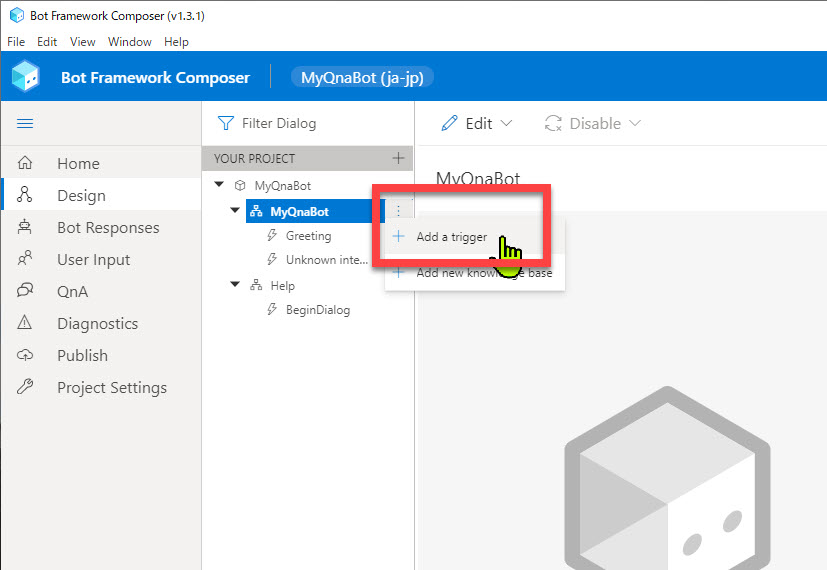 Bot Framework Composer (v1.3.1)
File Edit View Window Help
Bot Framework Composer MyQnaBot (ja-jp)
Filter Dialog
Edit
Disable
YOUR PROJECT
MyQnaBot
MyQnaBot
MyQnaBot
Home
Design
Bot Responses
User Input
QnA
Diagnostics
Publish
Project Settings
Greeting
Unknown inte...
Help
BeginDialog
Add a trigger
Add new knowledge base